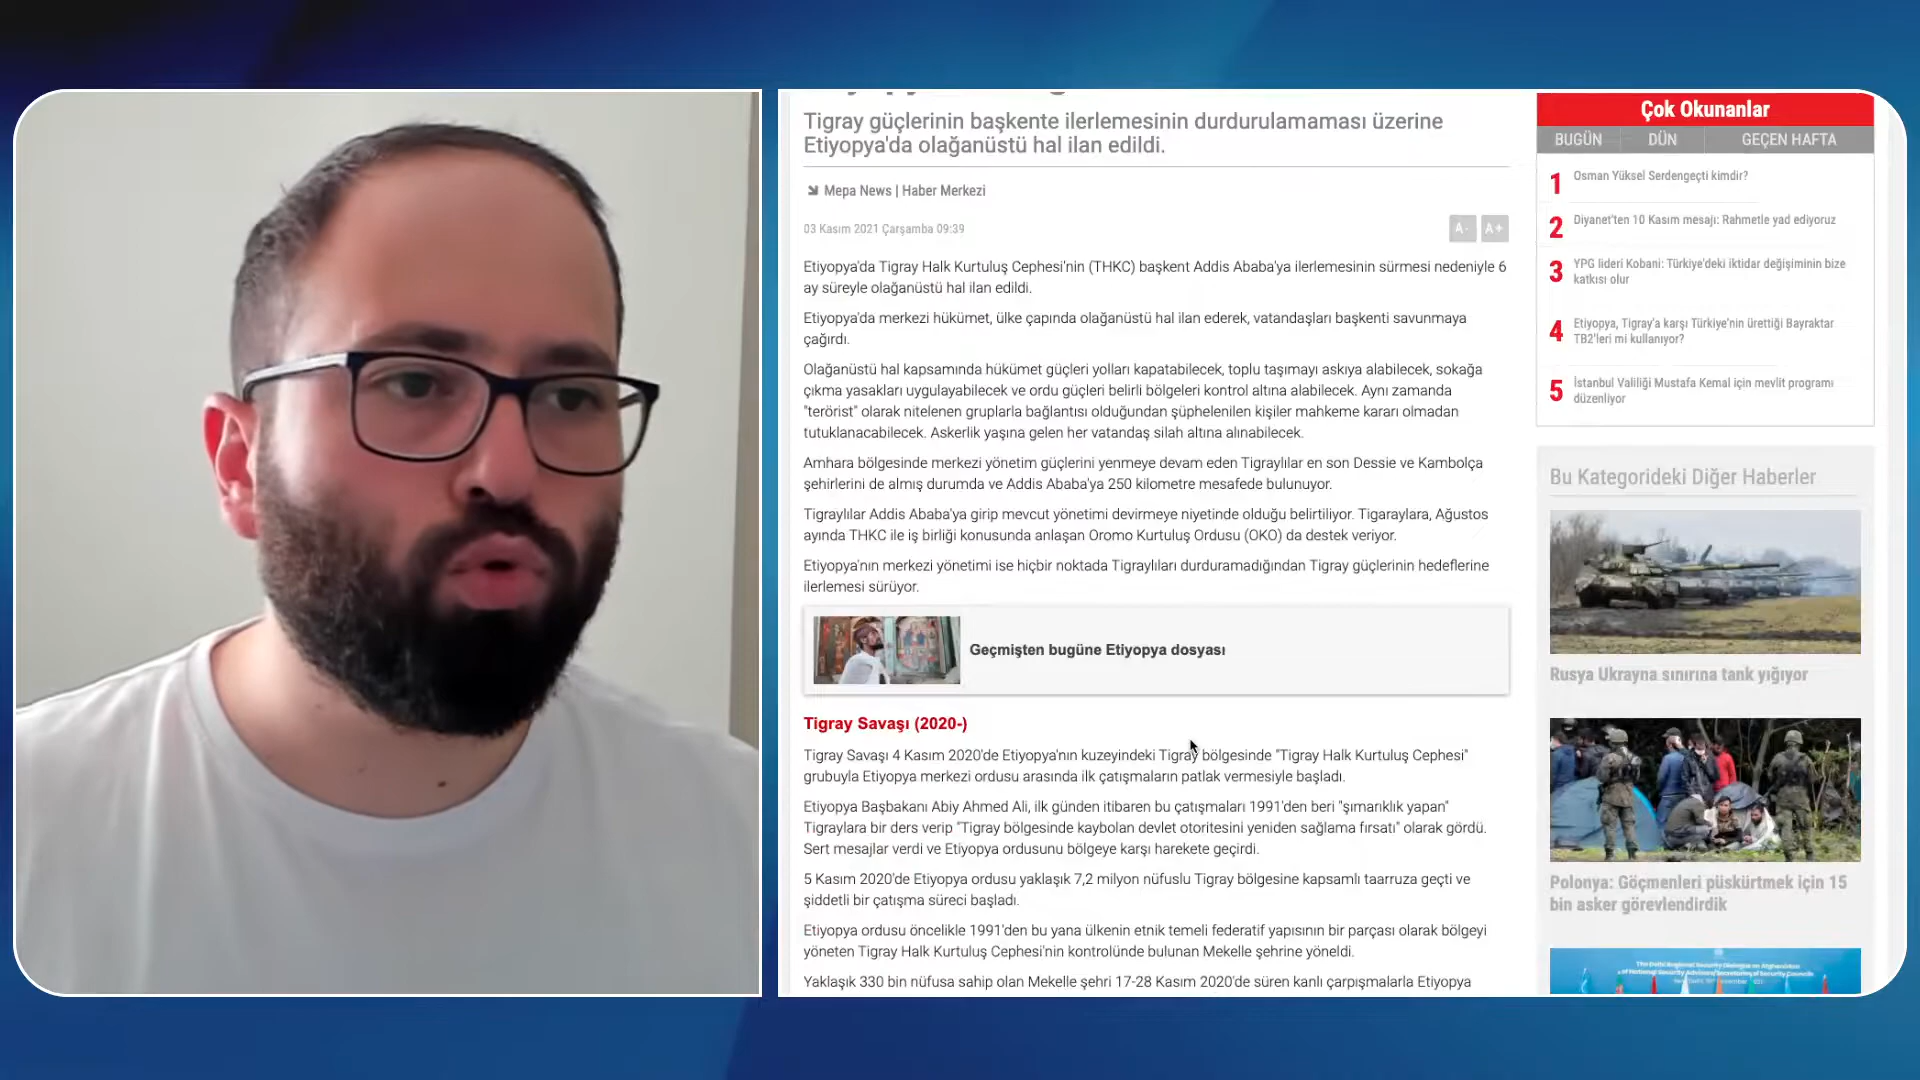 Tigray güçlerinin başkente ilerlemesinin durdurulamaması üzerine
Etiyopya'da olağanüstü hal ilan edildi.
Mepa News | Haber Merkezi
03 Kasım 2021 Çarşamba 09:39
A-
A+
Etiyopya'da Tigray Halk Kurtuluş Cephesi'nin (THKC) başkent Addis Ababa'ya ilerlemesinin sürmesi nedeniyle 6
ay süreyle olağanüstü hal ilan edildi.
Etiyopya'da merkezi hükümet, ülke çapında olağanüstü hal ilan ederek, vatandaşları başkenti savunmaya
çağırdı.
Olağanüstü hal kapsamında hükümet güçleri yolları kapatabilecek, toplu taşımayı askıya alabilecek, sokağa
çıkma yasakları uygulayabilecek ve ordu güçleri belirli bölgeleri kontrol altına alabilecek. Aynı zamanda
"terörist" olarak nitelenen gruplarla bağlantısı olduğundan şüphelenilen kişiler mahkeme kararı olmadan
tutuklanacabilecek. Askerlik yaşına gelen her vatandaş silah altına alınabilecek.
Amhara bölgesinde merkezi yönetim güçlerini yenmeye devam eden Tigraylılar en son Dessie ve Kambolça
şehirlerini de almış durumda ve Addis Ababa'ya 250 kilometre mesafede bulunuyor.
Tigraylılar Addis Ababa'ya girip mevcut yönetimi devirmeye niyetinde olduğu belirtiliyor. Tigaraylara, Ağustos
ayında THKC ile iş birliği konusunda anlaşan Oromo Kurtuluş Ordusu (OKO) da destek veriyor.
Etiyopya'nın merkezi yönetimi ise hiçbir noktada Tigraylıları durduramadığından Tigray güçlerinin hedeflerine
ilerlemesi sürüyor.
Geçmişten bugüne Etiyopya dosyası
Tigray Savaşı (2020-)
Tigray Savaşı 4 Kasım 2020'de Etiyopya'nın kuzeyindeki Tigray bölgesinde "Tigray Halk Kurtuluş Cephesi"
grubuyla Etiyopya merkezi ordusu arasında ilk çatışmaların patlak vermesiyle başladı.
Etiyopya Başbakanı Abiy Ahmed Ali, ilk günden itibaren bu çatışmaları 1991'den beri "şımarıklık yapan"
Tigraylara bir ders verip "Tigray bölgesinde kaybolan devlet otoritesini yeniden sağlama fırsatı" olarak gördü.
Sert mesajlar verdi ve Etiyopya ordusunu bölgeye karşı harekete geçirdi.
5 Kasım 2020'de Etiyopya ordusu yaklaşık 7,2 milyon nüfuslu Tigray bölgesine kapsamlı taarruza geçti ve
şiddetli bir çatışma süreci başladı.
Etiyopya ordusu öncelikle 1991'den bu yana ülkenin etnik temeli federatif yapısının bir parçası olarak bölgeyi
yöneten Tigray Halk Kurtuluş Cephesi'nin kontrolünde bulunan Mekelle şehrine yöneldi.
Yaklaşık 330 bin nüfusa sahip olan Mekelle şehri 17-28 Kasım 2020'de süren kanlı çarpışmalarla Etiyopya
Çok Okunanlar
BUGÜN
DÜN
GEÇEN HAFTA
1 Osman Yüksel Serdengeçti kimdir?
2 Diyanet'ten 10 Kasım mesajı: Rahmetle yad ediyoruz
3 YPG lideri Kobani: Türkiye'deki iktidar değişiminin bize
katkısı olur
4 Etiyopya, Tigray'a karşı Türkiye'nin ürettiği Bayraktar
TB2'leri mi kullanıyor?
5 İstanbul Valiliği Mustafa Kemal için mevlit programı
düzenliyor
Bu Kategorideki Diğer Haberler
Rusya Ukrayna sınırına tank yığıyor
Polonya: Göçmenleri püskürtmek için 15
bin asker görevlendirdik
The Delhi Regional Security Dialogue on Afghanistan